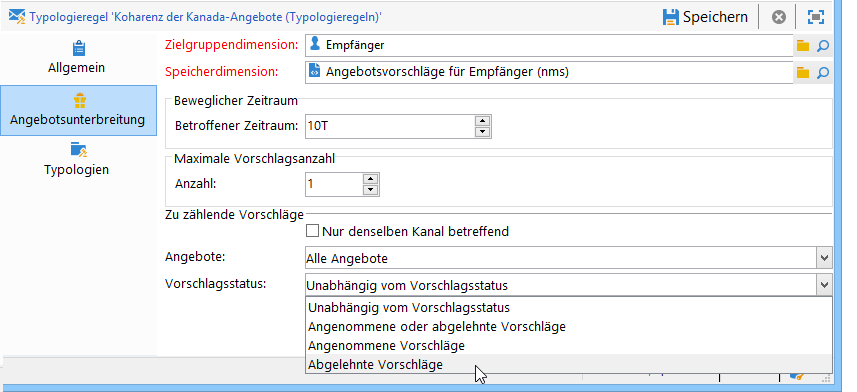 Typologieregel 'Koharenz der Kanada-Angebote (Typologieregeln)'
Speichern
Allgemein
Angebotsunterbreitung
Typologien
Zielgruppendimension: Empfänger
Speicherdimension: Angebotsvorschläge für Empfänger (nms)
Beweglicher Zeitraum
Betroffener Zeitraum: 10T
Maximale Vorschlagsanzahl
Anzahl: 1
Zu zählende Vorschläge
Nur denselben Kanal betreffend
Angebote: Alle Angebote
Vorschlagsstatus: Unabhängig vom Vorschlagsstatus
Unabhängig vom Vorschlagsstatus
Angenommene oder abgelehnte Vorschläge
Angenommene Vorschläge
Abgelehnte Vorschläge